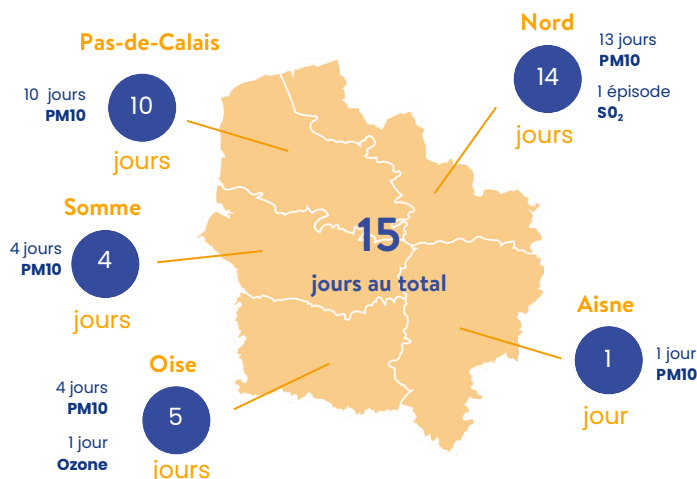 Pas-de-Calais
10 jours
PM10
10
jours
Nord
14
jours
13 jours
PM10
1 épisode
S0₂
Somme
4 jours
PM10
4
jours
15
jours au total
Aisne
1
jour
1 jour
PM10
Oise
4 jours
PM10
1 jour
Ozone
5
jours